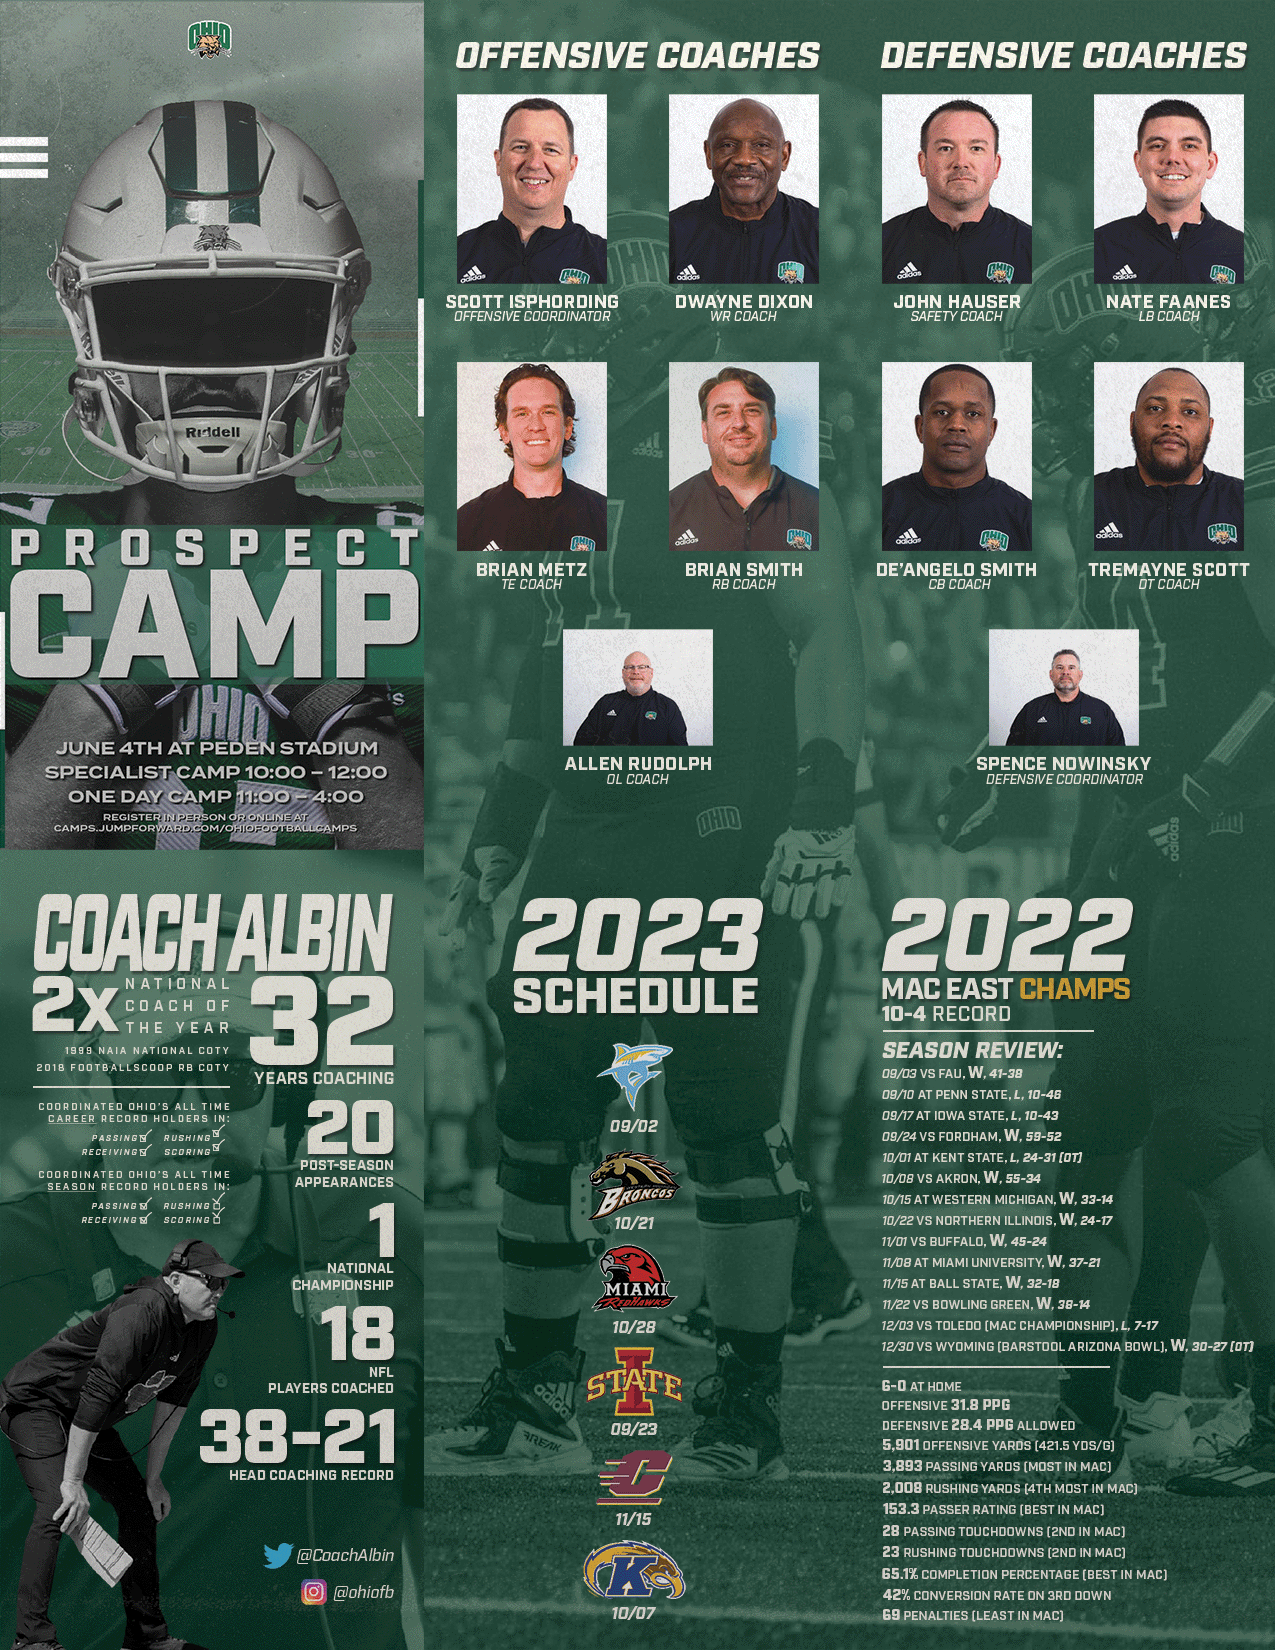 OHIO
Riddell
PROSPECT
CAMP
OHIO
JUNE 4TH AT PEDEN STADIUM
SPECIALIST CAMP 10:00 – 12:00
ONE DAY CAMP 11:00 – 4:00
REGISTER IN PERSON OR ONLINE AT
CAMPS.JUMPFORWARD.COM/OHIOFOOTBALLCAMPS
OFFENSIVE COACHES
SCOTT ISPHORDING
OFFENSIVE COORDINATOR
DWAYNE DIXON
WR COACH
BRIAN METZ
TE COACH
BRIAN SMITH
RB COACH
ALLEN RUDOLPH
OL COACH
DEFENSIVE COACHES
JOHN HAUSER
SAFETY COACH
NATE FAANES
LB COACH
DE'ANGELO SMITH
CB COACH
TREMAYNE SCOTT
DT COACH
SPENCE NOWINSKY
DEFENSIVE COORDINATOR
COACH ALBIN
2x NATIONAL
COACH OF
THE YEAR
1999 NAIA NATIONAL COTY
2018 FOOTBALLSCOOP RB COTY
COORDINATED OHIO'S ALL TIME
CAREER RECORD HOLDERS IN:
PASSING RUSHING
RECEIVING SCORING
COORDINATED OHIO'S ALL TIME
SEASON RECORD HOLDERS IN:
PASSING RUSHING
RECEIVING SCORING
32
YEARS COACHING
20
POST-SEASON
APPEARANCES
1
NATIONAL
CHAMPIONSHIP
18
NFL
PLAYERS COACHED
38-21
HEAD COACHING RECORD
@CoachAlbin
@ohiofb
2023
SCHEDULE
09/02
BRONCOS
10/21
MIAMI
REDHAWKS
10/28
I
STATE
09/23
C
11/15
K
10/07
adidas
BREAK
2022
MAC EAST CHAMPS
10-4 RECORD
SEASON REVIEW:
09/03 VS FAU, W, 41-38
09/10 AT PENN STATE, L, 10-46
09/17 AT IOWA STATE, L, 10-43
09/24 VS FORDHAM, W, 59-52
10/01 AT KENT STATE, L, 24-31 (OT)
10/08 VS AKRON, W, 55-34
10/15 AT WESTERN MICHIGAN, W, 33-14
10/22 VS NORTHERN ILLINOIS, W, 24-17
11/01 VS BUFFALO, W, 45-24
11/08 AT MIAMI UNIVERSITY, W, 37-21
11/15 AT BALL STATE, W, 32-18
11/22 VS BOWLING GREEN, W, 38-14
12/03 VS TOLEDO (MAC CHAMPIONSHIP), L, 7-17
12/30 VS WYOMING (BARSTOOL ARIZONA BOWL), W, 30-27 (OT)
6-0 AT HOME
OFFENSIVE 31.8 PPG
DEFENSIVE 28.4 PPG ALLOWED
5,901 OFFENSIVE YARDS (421.5 YDS/G)
3,893 PASSING YARDS (MOST IN MAC)
2,008 RUSHING YARDS (4TH MOST IN MAC)
153.3 PASSER RATING (BEST IN MAC)
28 PASSING TOUCHDOWNS (2ND IN MAC)
23 RUSHING TOUCHDOWNS (2ND IN MAC)
65.1% COMPLETION PERCENTAGE (BEST IN MAC)
42% CONVERSION RATE ON 3RD DOWN
69 PENALTIES (LEAST IN MAC)